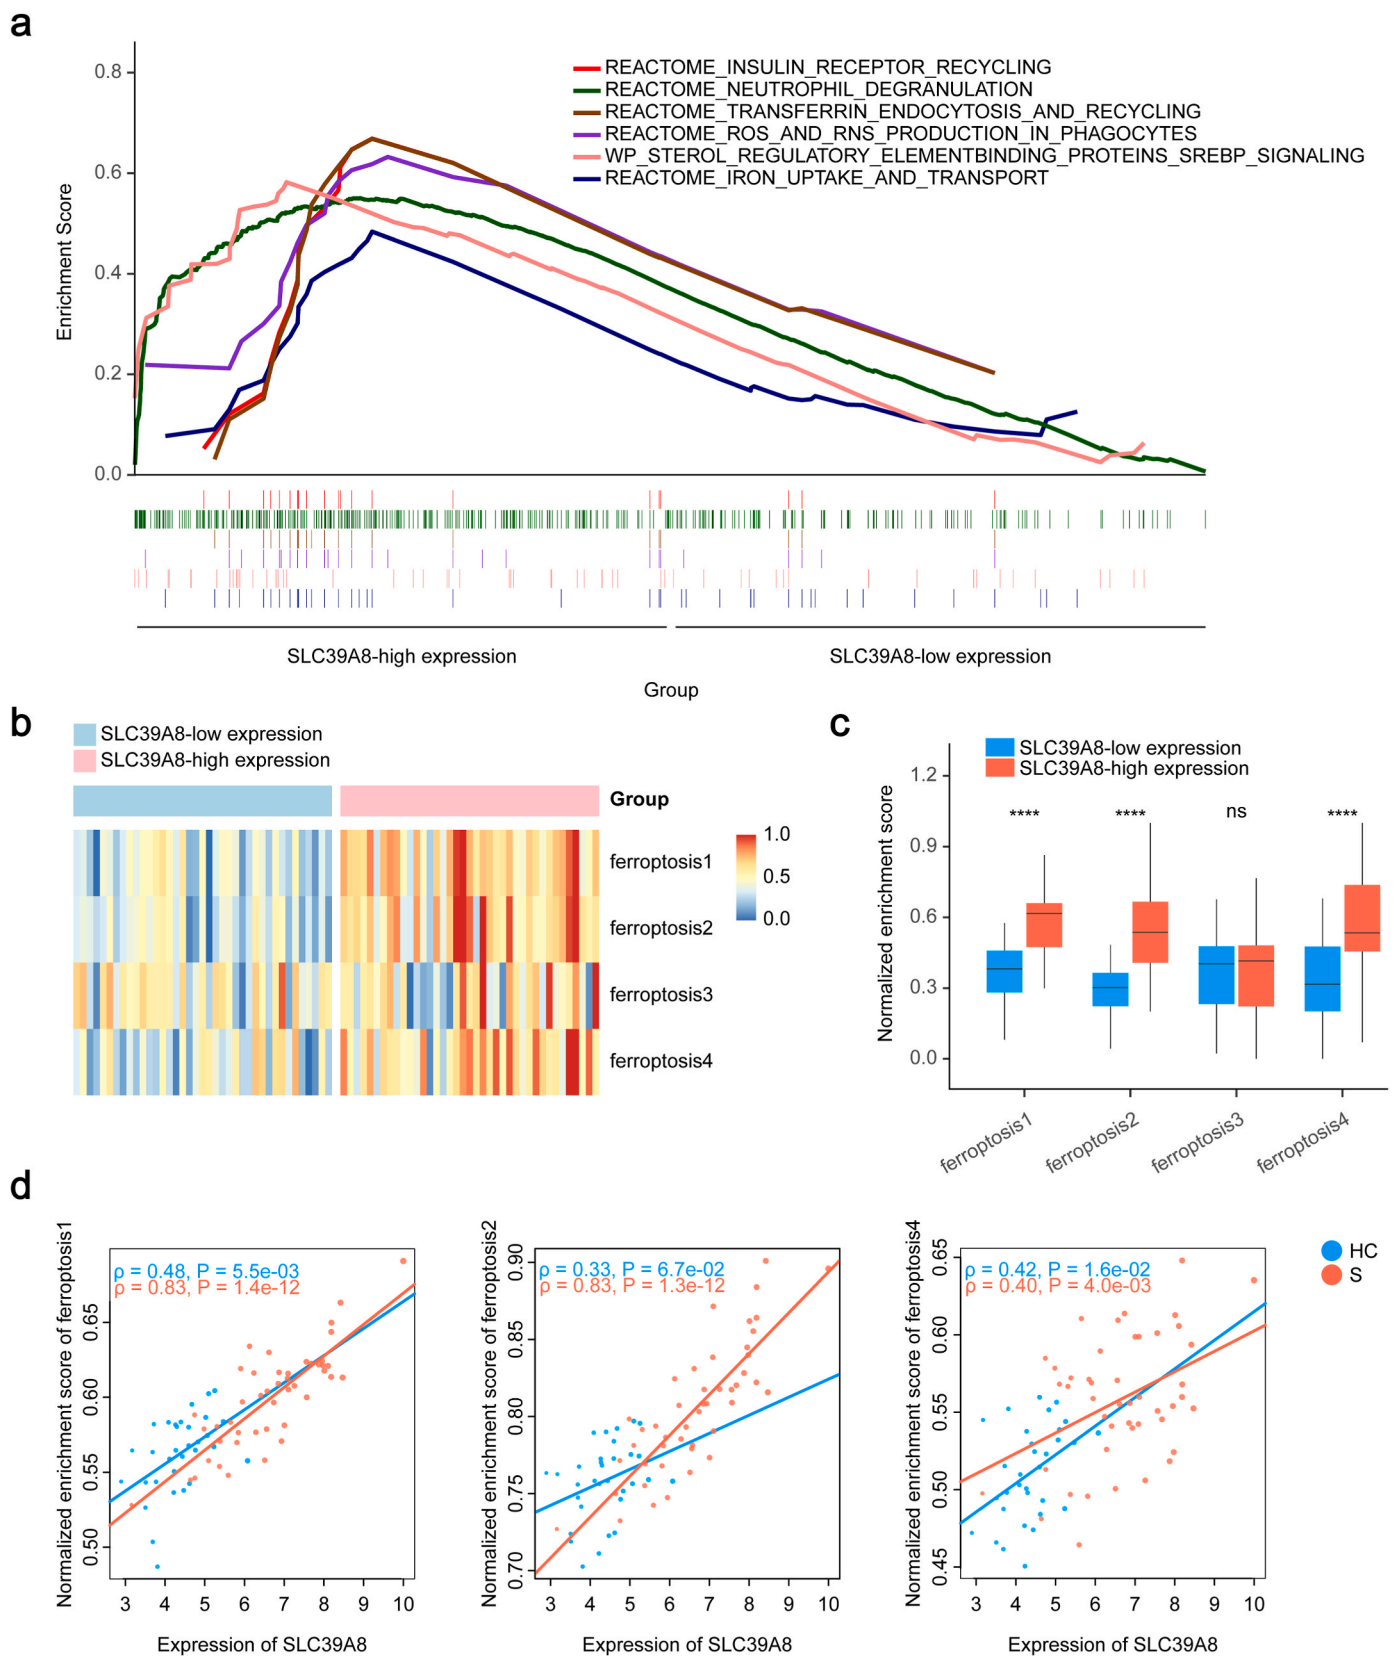 a
0.8
0.6
0.4
0.2
0.0
Enrichment Score
REACTOME_INSULIN_RECEPTOR_RECYCLING
REACTOME_NEUTROPHIL_DEGRANULATION
REACTOME_TRANSFERRIN_ENDOCYTOSIS_AND_RECYCLING
REACTOME_ROS_AND_RNS_PRODUCTION_IN_PHAGOCYTES
WP_STEROL_REGULATORY_ELEMENTBINDING_PROTEINS_SREBP_SIGNALING
REACTOME_IRON_UPTAKE_AND_TRANSPORT
SLC39A8-high expression
SLC39A8-low expression
Group
b
SLC39A8-low expression
SLC39A8-high expression
Group
ferroptosis1
ferroptosis2
ferroptosis3
ferroptosis4
1.0
0.5
0.0
c
SLC39A8-low expression
SLC39A8-high expression
Normalized enrichment score
1.2
0.9
0.6
0.3
0.0
**** **** ns ****
ferroptosis1
ferroptosis2
ferroptosis3
ferroptosis4
d
Normalized enrichment score of ferroptosis1
0.65
0.60
0.55
0.50
ρ = 0.48, P = 5.5e-03
ρ = 0.83, P = 1.4e-12
3 4 5 6 7 8 9 10
Expression of SLC39A8
Normalized enrichment score of ferroptosis2
0.90
0.85
0.80
0.75
0.70
ρ = 0.33, P = 6.7e-02
ρ = 0.83, P = 1.3e-12
3 4 5 6 7 8 9 10
Expression of SLC39A8
Normalized enrichment score of ferroptosis4
0.65
0.60
0.55
0.50
0.45
ρ = 0.42, P = 1.6e-02
ρ = 0.40, P = 4.0e-03
3 4 5 6 7 8 9 10
Expression of SLC39A8
HC
S